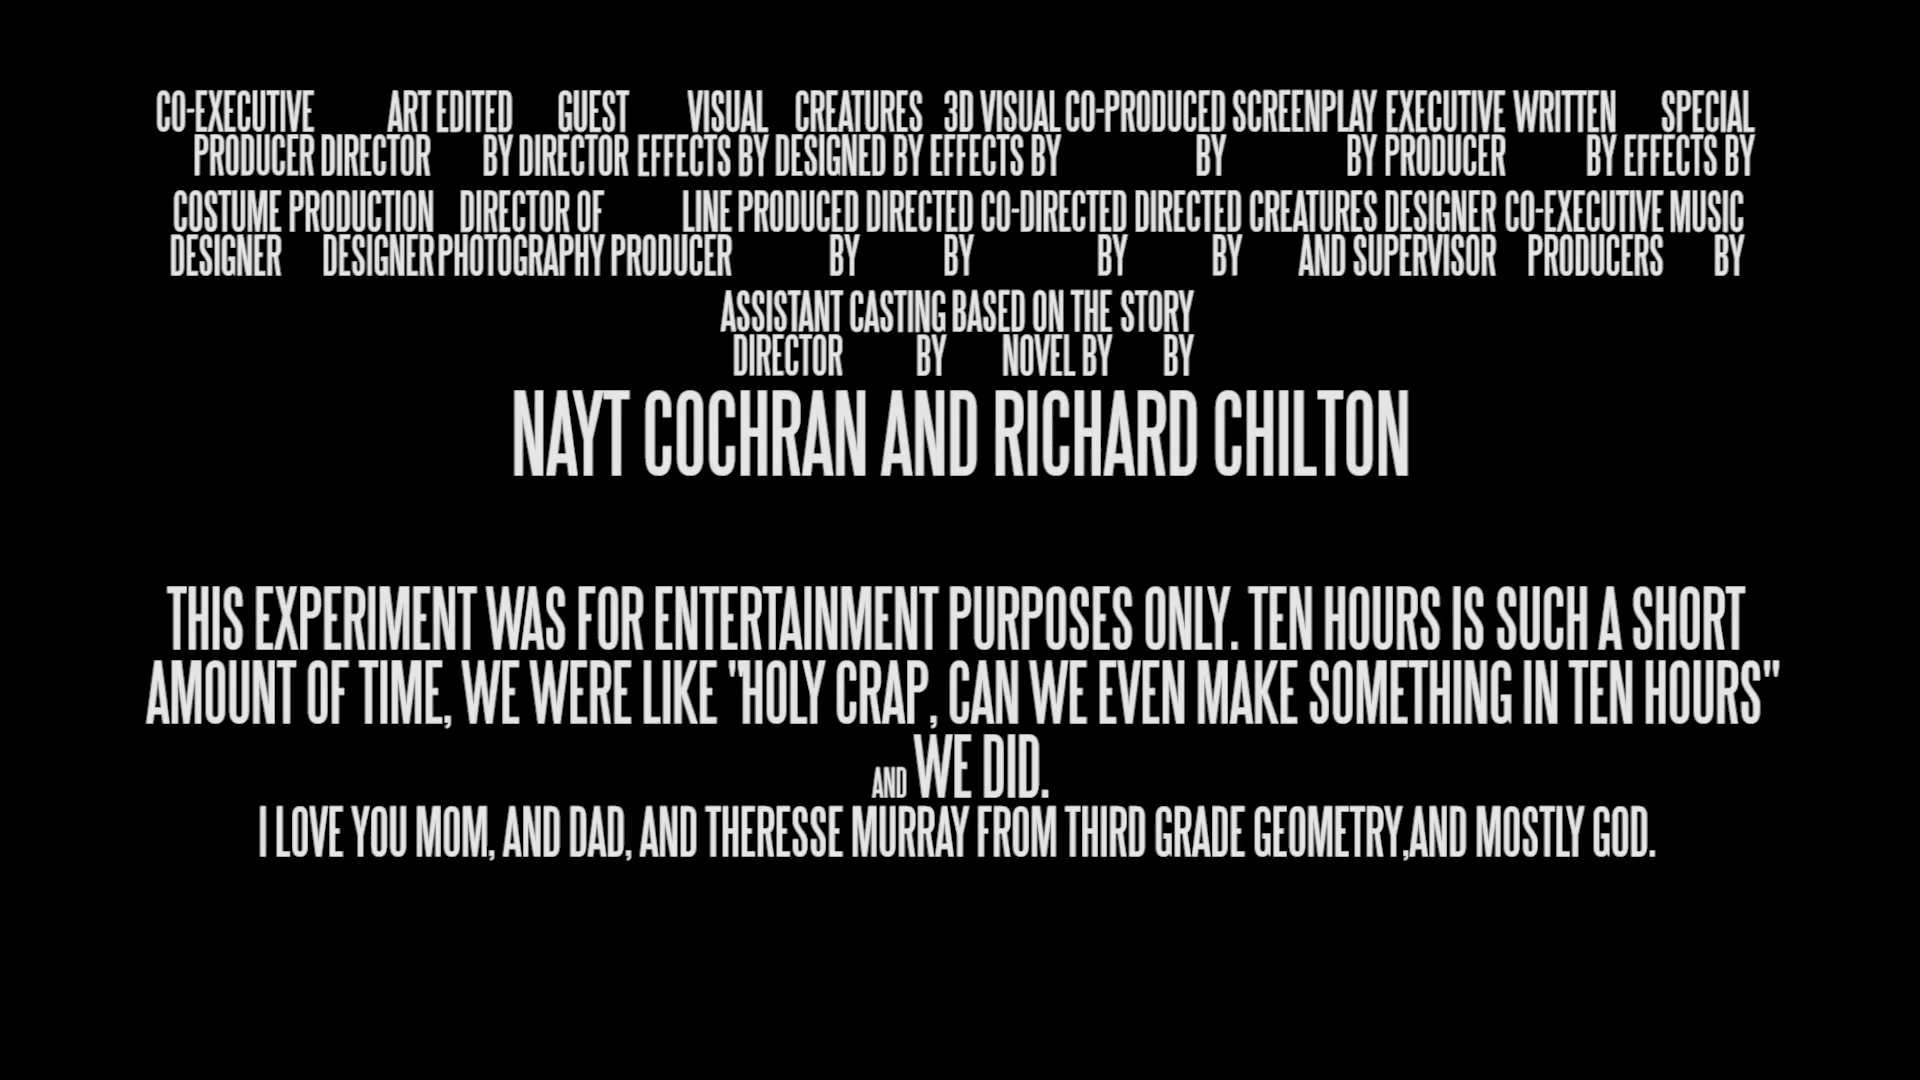 CO-EXECUTIVE ART EDITED GUEST VISUAL CREATURES 3D VISUAL CO-PRODUCED SCREENPLAY EXECUTIVE WRITTEN SPECIAL
PRODUCER DIRECTOR BY DIRECTOR EFFECTS BY DESIGNED BY EFFECTS BY BY BY PRODUCER BY EFFECTS BY
COSTUME PRODUCTION DIRECTOR OF LINE PRODUCED DIRECTED CO-DIRECTED DIRECTED CREATURES DESIGNER CO-EXECUTIVE MUSIC
DESIGNER DESIGNER PHOTOGRAPHY PRODUCER BY BY BY BY AND SUPERVISOR PRODUCERS BY
ASSISTANT CASTING BASED ON THE STORY
DIRECTOR BY NOVEL BY BY
NAYT COCHRAN AND RICHARD CHILTON
THIS EXPERIMENT WAS FOR ENTERTAINMENT PURPOSES ONLY. TEN HOURS IS SUCH A SHORT
AMOUNT OF TIME, WE WERE LIKE "HOLY CRAP, CAN WE EVEN MAKE SOMETHING IN TEN HOURS"
AND WE DID.
I LOVE YOU MOM, AND DAD, AND THERESSE MURRAY FROM THIRD GRADE GEOMETRY,AND MOSTLY GOD.